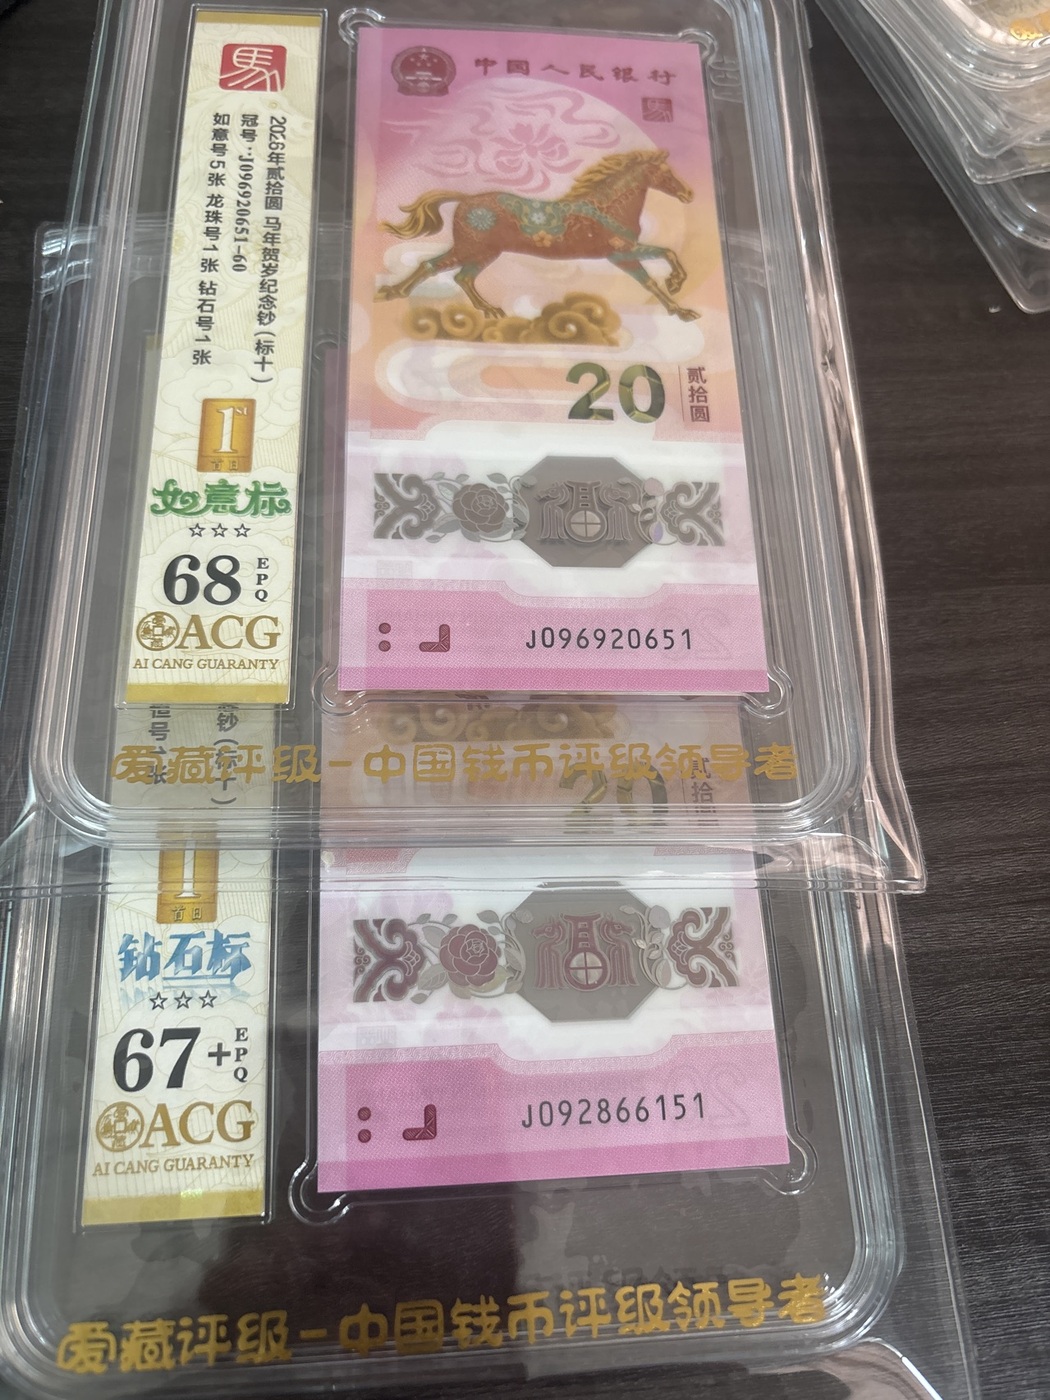 馬
2026年贰拾圆 马年贺岁纪念钞(标十)
冠号:J096920651-60
如意号5张 龙珠号1张 钻石号1张
1
首日
如意标
☆☆☆
68 EPQ
ACG
AI CANG GUARANTY
中国人民银行
馬
20
贰拾圆
J096920651
爱藏评级-中国钱币评级领导者
20
1
首日
钻石标
☆☆☆
67+ EPQ
ACG
AI CANG GUARANTY
J092866151
爱藏评级-中国钱币评级领导者